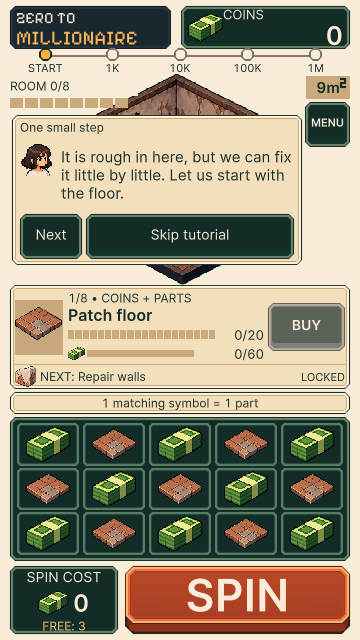 ZERO TO
MILLIONAIRE
COINS
0
START
1K
10K
100K
1M
ROOM 0/8
9m²
MENU
One small step
It is rough in here, but we can fix
it little by little. Let us start with
the floor.
Next
Skip tutorial
1/8 • COINS + PARTS
Patch floor
0/20
0/60
BUY
NEXT: Repair walls
LOCKED
1 matching symbol = 1 part
SPIN COST
0
FREE: 3
SPIN